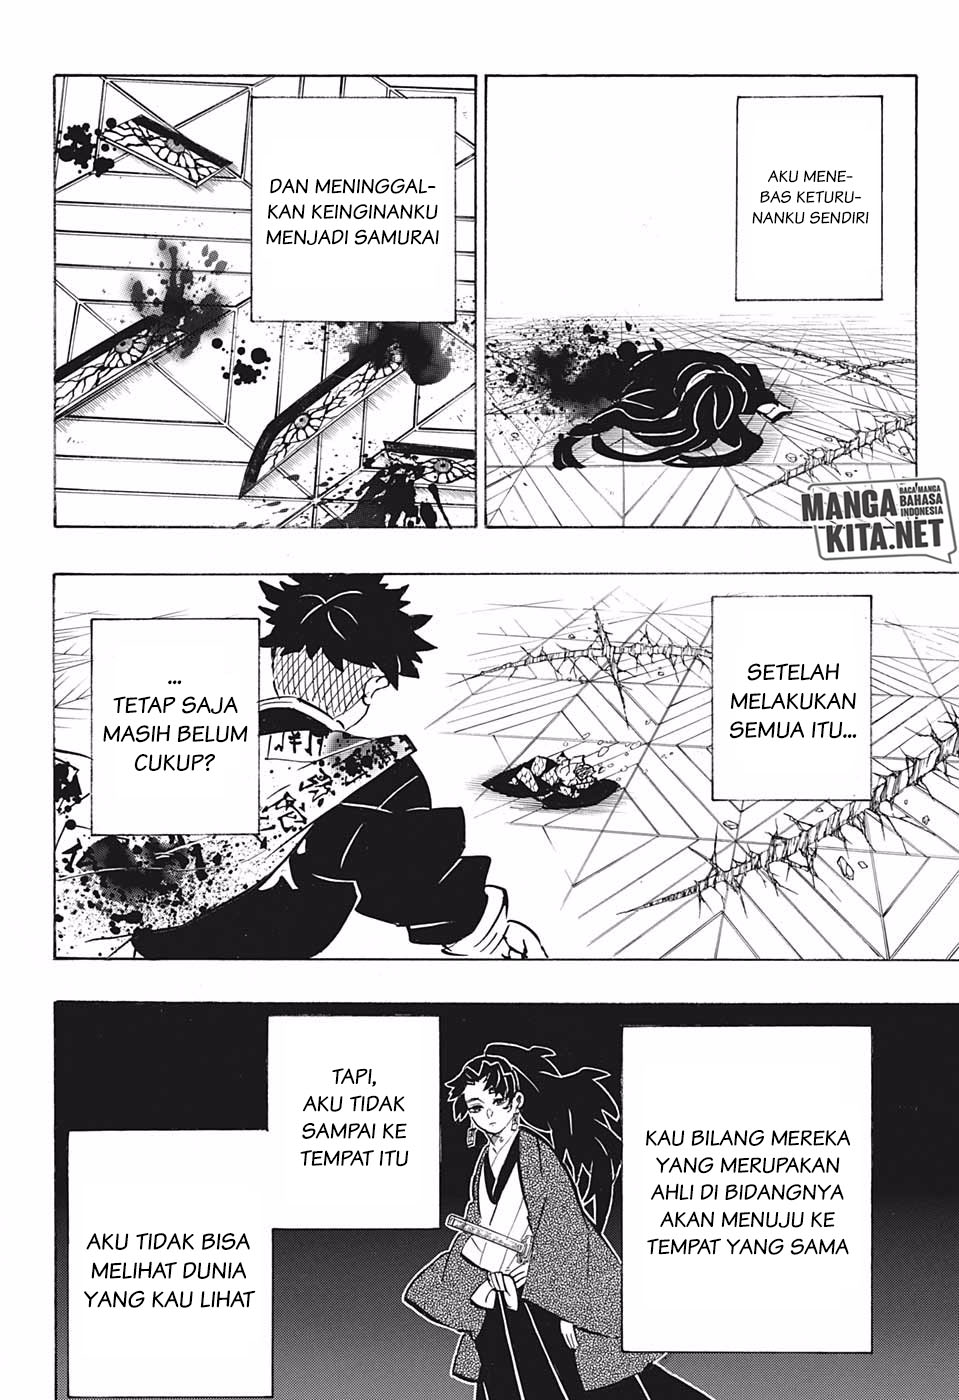 AKU MENE-
BAS KETURU-
NANKU SENDIRI
DAN MENINGGAL-
KAN KEINGINANKU
MENJADI SAMURAI
MANGA
KITA.NET
BACA MANGA
BAHASA
INDONESIA
SETELAH
MELAKUKAN
SEMUA ITU...
...
TETAP SAJA
MASIH BELUM
CUKUP?
KAU BILANG MEREKA
YANG MERUPAKAN
AHLI DI BIDANGNYA
AKAN MENUJU KE
TEMPAT YANG SAMA
TAPI,
AKU TIDAK
SAMPAI KE
TEMPAT ITU
AKU TIDAK BISA
MELIHAT DUNIA
YANG KAU LIHAT